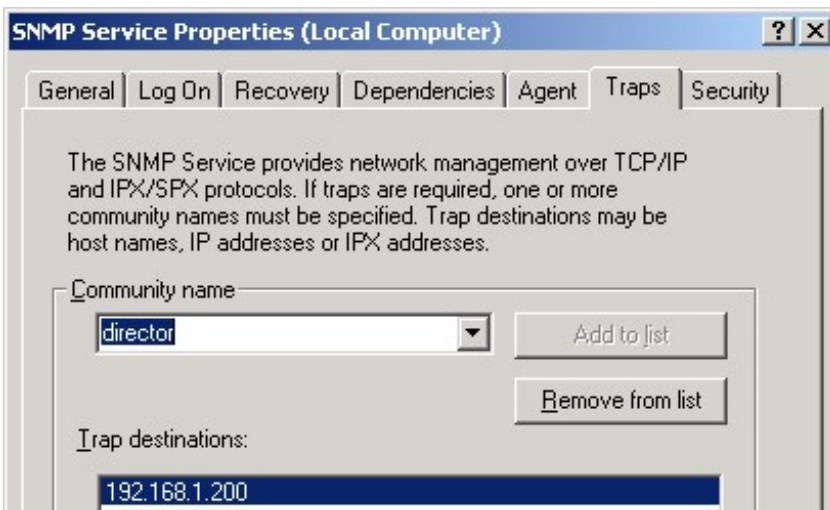 SNMP Service Properties (Local Computer)
General Log On Recovery Dependencies Agent Traps Security
The SNMP Service provides network management over TCP/IP
and IPX/SPX protocols. If traps are required, one or more
community names must be specified. Trap destinations may be
host names, IP addresses or IPX addresses.
Community name
director
Add to list
Remove from list
Trap destinations:
192.168.1.200